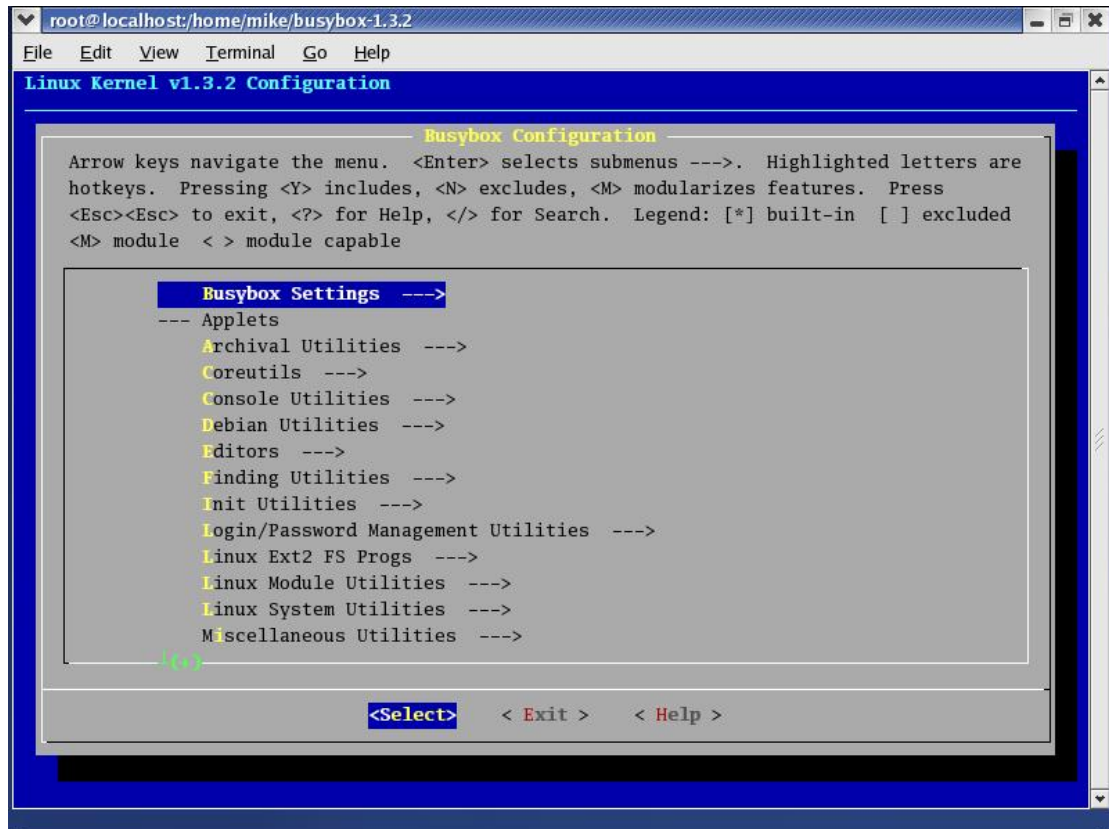 root@localhost:/home/mike/busybox-1.3.2
File Edit View Terminal Go Help
Linux Kernel v1.3.2 Configuration
Busybox Configuration
Arrow keys navigate the menu. <Enter> selects submenus --->. Highlighted letters are
hotkeys. Pressing <Y> includes, <N> excludes, <M> modularizes features. Press
<Esc><Esc> to exit, <?> for Help, </> for Search. Legend: [*] built-in [ ] excluded
<M> module < > module capable
Busybox Settings --->
--- Applets
Archival Utilities --->
Coreutils --->
Console Utilities --->
Debian Utilities --->
Editors --->
Finding Utilities --->
Init Utilities --->
Login/Password Management Utilities --->
Linux Ext2 FS Progs --->
Linux Module Utilities --->
Linux System Utilities --->
Miscellaneous Utilities --->
(+)
<Select> < Exit > < Help >